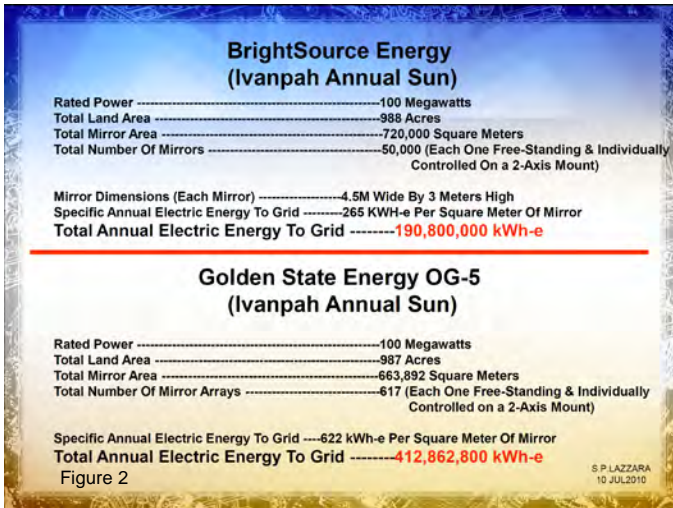 BrightSource Energy
(Ivanpah Annual Sun)
Rated Power ------------------------------------------------100 Megawatts
Total Land Area --------------------------------------------988 Acres
Total Mirror Area -------------------------------------------720,000 Square Meters
Total Number Of Mirrors ----------------------------------50,000 (Each One Free-Standing & Individually
Controlled On a 2-Axis Mount)
Mirror Dimensions (Each Mirror) --------------------4.5M Wide By 3 Meters High
Specific Annual Electric Energy To Grid ---------265 KWH-e Per Square Meter Of Mirror
Total Annual Electric Energy To Grid --------190,800,000 kWh-e
Golden State Energy OG-5
(Ivanpah Annual Sun)
Rated Power ------------------------------------------------100 Megawatts
Total Land Area --------------------------------------------987 Acres
Total Mirror Area -------------------------------------------663,892 Square Meters
Total Number Of Mirror Arrays --------------------------617 (Each One Free-Standing & Individually
Controlled on a 2-Axis Mount)
Specific Annual Electric Energy To Grid ----622 kWh-e Per Square Meter Of Mirror
Total Annual Electric Energy To Grid --------412,862,800 kWh-e
Figure 2
S.P.LAZZARA
10 JUL2010